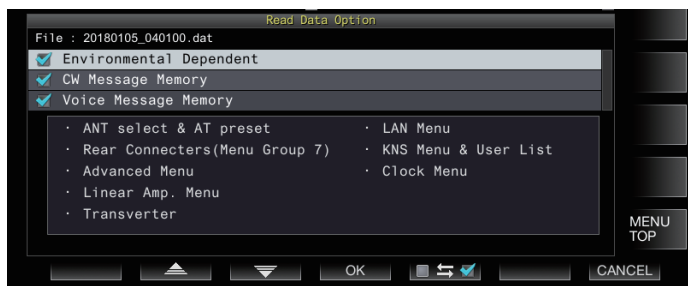 Read Data Option
File : 20180105_040100.dat
Environmental Dependent
CW Message Memory
Voice Message Memory
· ANT select & AT preset
· Rear Connecters(Menu Group 7)
· Advanced Menu
· Linear Amp. Menu
· Transverter
· LAN Menu
· KNS Menu & User List
· Clock Menu
MENU
TOP
OK
CANCEL